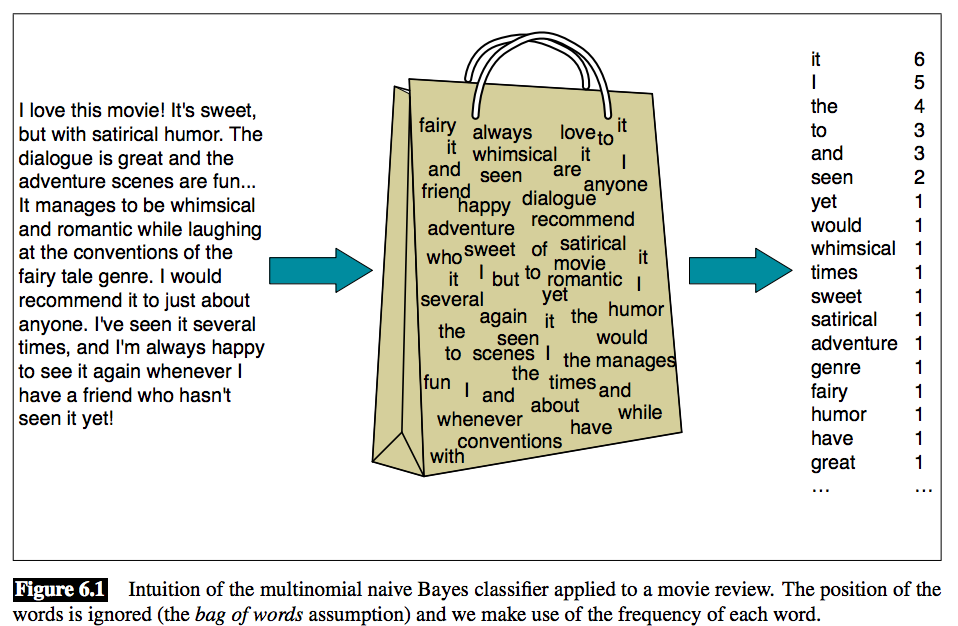 I love this movie! It's sweet,
but with satirical humor. The
dialogue is great and the
adventure scenes are fun...
It manages to be whimsical
and romantic while laughing
at the conventions of the
fairy tale genre. I would
recommend it to just about
anyone. I've seen it several
times, and I'm always happy
to see it again whenever I
have a friend who hasn't
seen it yet!
fairy always love to it
it whimsical it I
and seen are anyone
friend happy dialogue
adventure recommend
who sweet of satirical it
it I but to movie romantic I
several yet
again it the humor
the seen would
to scenes I the manages
fun I and the times and
whenever about while
conventions have
with
it 6
I 5
the 4
to 3
and 3
seen 2
yet 1
would 1
whimsical 1
times 1
sweet 1
satirical 1
adventure 1
genre 1
fairy 1
humor 1
have 1
great 1
… …
Figure 6.1 Intuition of the multinomial naive Bayes classifier applied to a movie review. The position of the
words is ignored (the bag of words assumption) and we make use of the frequency of each word.